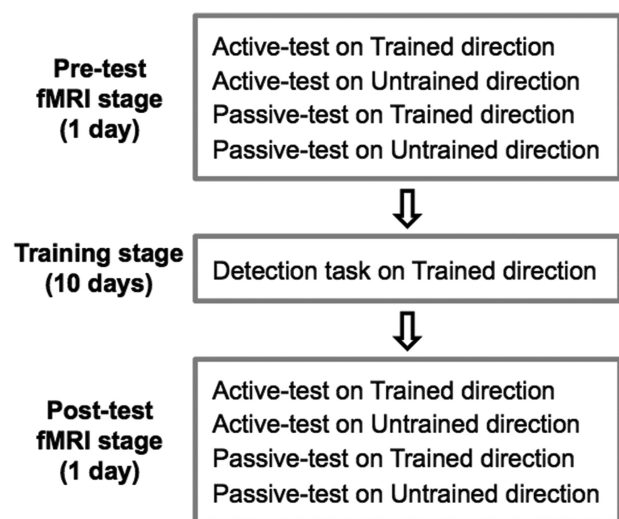 Pre-test
fMRI stage
(1 day)
Active-test on Trained direction
Active-test on Untrained direction
Passive-test on Trained direction
Passive-test on Untrained direction
Training stage
(10 days)
Detection task on Trained direction
Post-test
fMRI stage
(1 day)
Active-test on Trained direction
Active-test on Untrained direction
Passive-test on Trained direction
Passive-test on Untrained direction